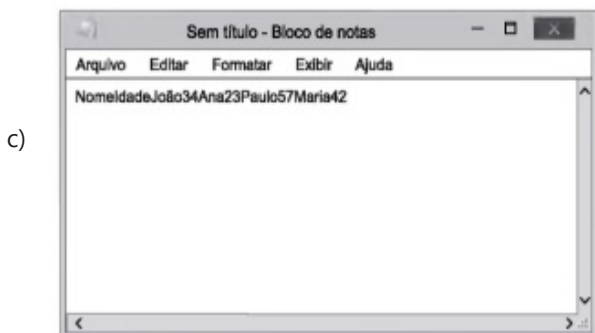 Sem título - Bloco de notas
Arquivo Editar Formatar Exibir Ajuda
NomeIdadeJoão34Ana23Paulo57Maria42
c)